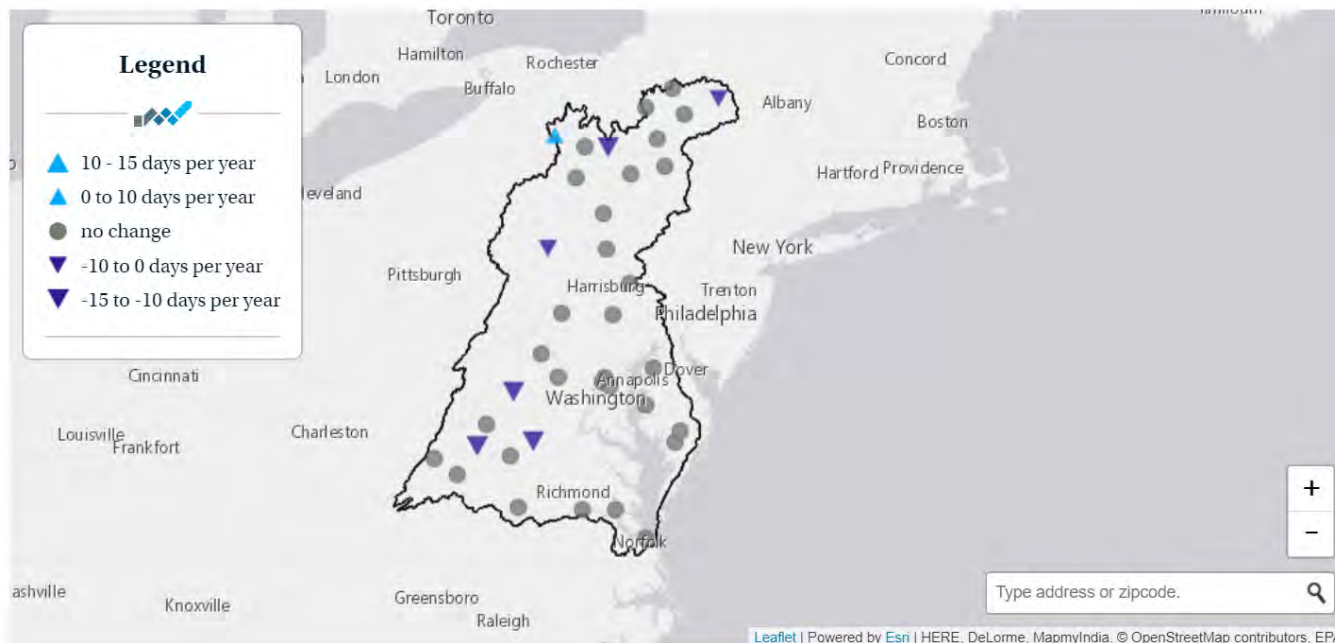 Toronto
Hamilton
Rochester
London
Buffalo
Concord
Albany
Boston
Hartford
Providence
New York
Pittsburgh
Harrisburg
Trenton
Philadelphia
Dover
Annapolis
Washington
Cincinnati
Louisville
Frankfort
Charleston
Richmond
Norfolk
Greensboro
Raleigh
Knoxville
ashville
leveland
Legend
10 - 15 days per year
0 to 10 days per year
no change
-10 to 0 days per year
-15 to -10 days per year
+
−
Type address or zipcode.
Leaflet | Powered by Esri | HERE, DeLorme, MapmyIndia, © OpenStreetMap contributors, EPA